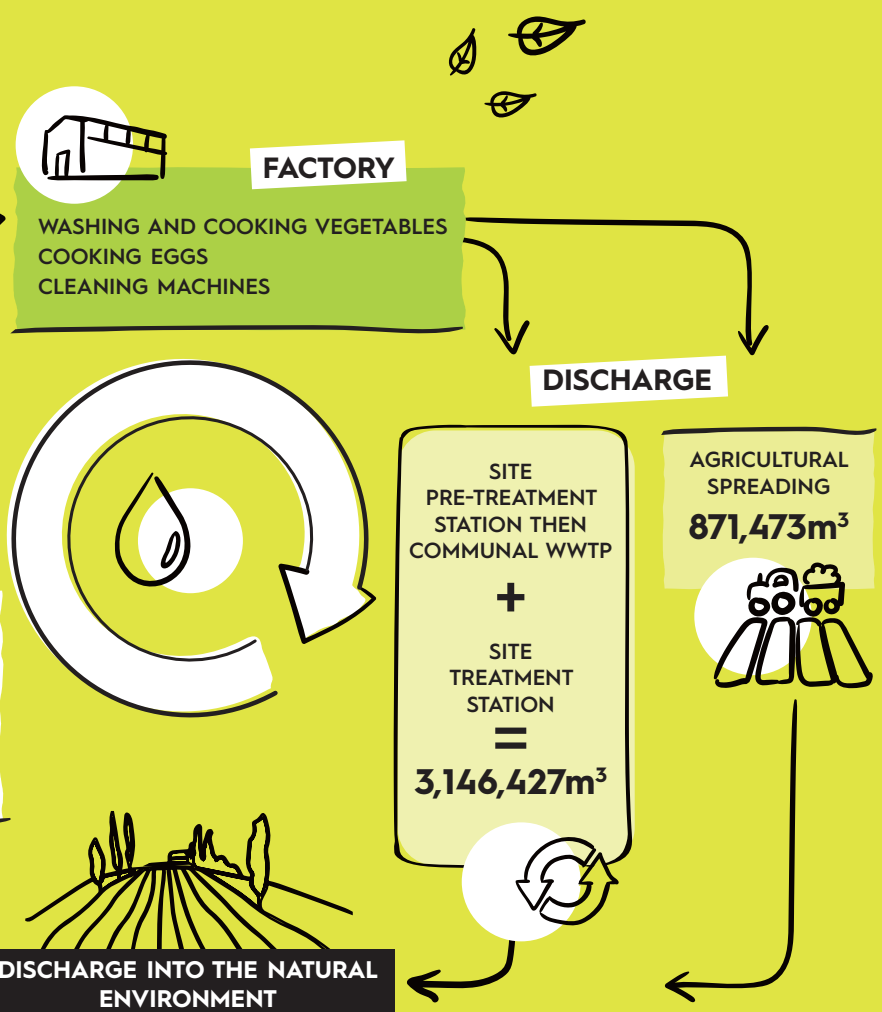 FACTORY
WASHING AND COOKING VEGETABLES
COOKING EGGS
CLEANING MACHINES
DISCHARGE
SITE
PRE-TREATMENT
STATION THEN
COMMUNAL WWTP
+
SITE
TREATMENT
STATION
=
3,146,427m³
AGRICULTURAL
SPREADING
871,473m³
DISCHARGE INTO THE NATURAL
ENVIRONMENT